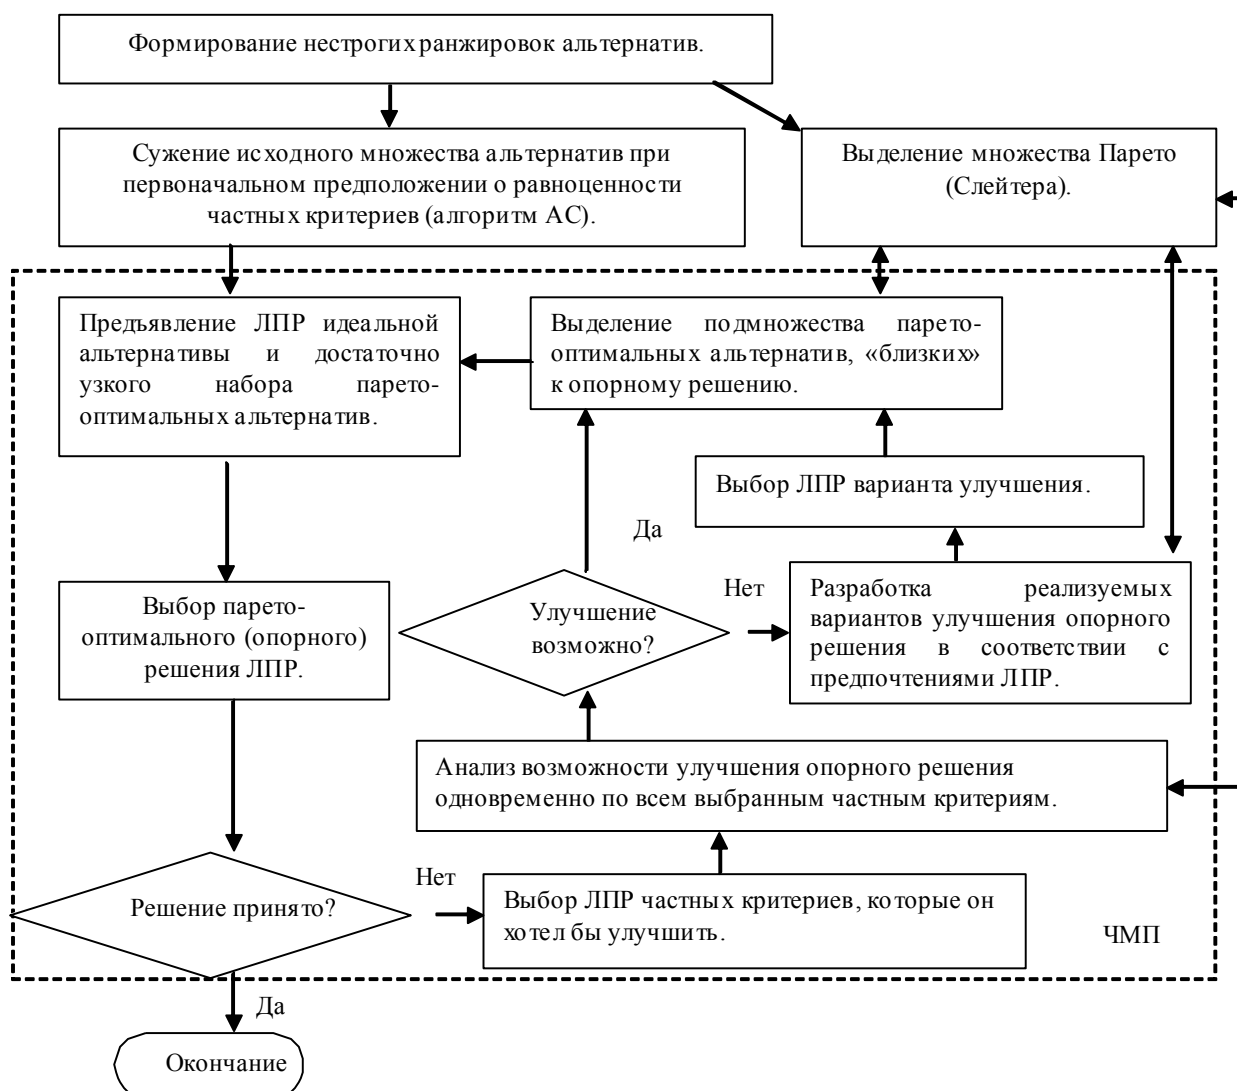 Формирование нестрогих ранжировок альтернатив.
Сужение исходного множества альтернатив при
первоначальном предположении о равноценности
частных критериев (алгоритм АС).
Выделение множества Парето
(Слейтера).
Предъявление ЛПР идеальной
альтернативы и достаточно
узкого набора парето-
оптимальных альтернатив.
Выделение подмножества парето-
оптимальных альтернатив, «близких»
к опорному решению.
Выбор ЛПР варианта улучшения.
Да
Выбор парето-
оптимального (опорного)
решения ЛПР.
Улучшение
возможно?
Нет
Разработка реализуемых
вариантов улучшения опорного
решения в соответствии с
предпочтениями ЛПР.
Анализ возможности улучшения опорного решения
одновременно по всем выбранным частным критериям.
Решение принято?
Нет
Выбор ЛПР частных критериев, которые он
хотел бы улучшить.
ЧМП
Да
Окончание